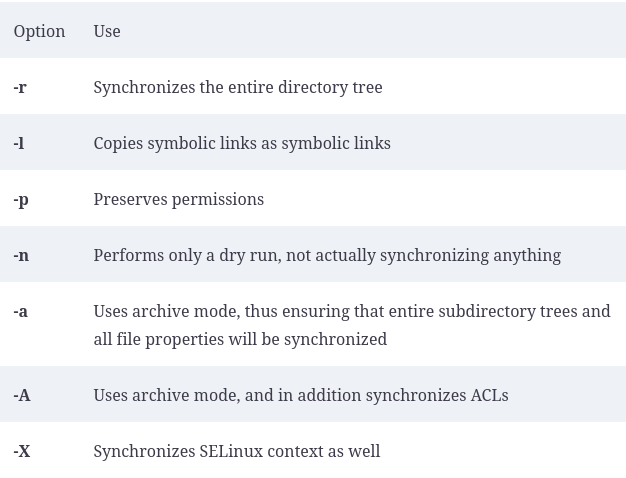 Option Use
-r Synchronizes the entire directory tree
-l Copies symbolic links as symbolic links
-p Preserves permissions
-n Performs only a dry run, not actually synchronizing anything
-a Uses archive mode, thus ensuring that entire subdirectory trees and
all file properties will be synchronized
-A Uses archive mode, and in addition synchronizes ACLs
-X Synchronizes SELinux context as well